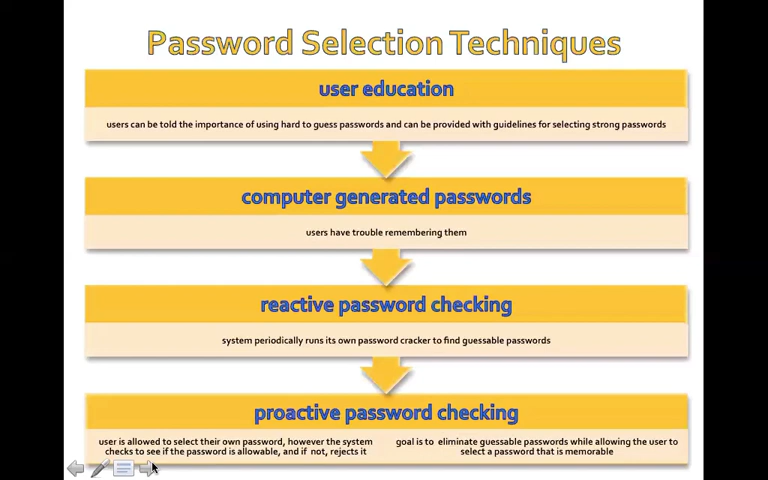 Password Selection Techniques
user education
users can be told the importance of using hard to guess passwords and can be provided with guidelines for selecting strong passwords
computer generated passwords
users have trouble remembering them
reactive password checking
system periodically runs its own password cracker to find guessable passwords
proactive password checking
user is allowed to select their own password, however the system
checks to see if the password is allowable, and if not, rejects it
goal is to eliminate guessable passwords while allowing the user to
select a password that is memorable